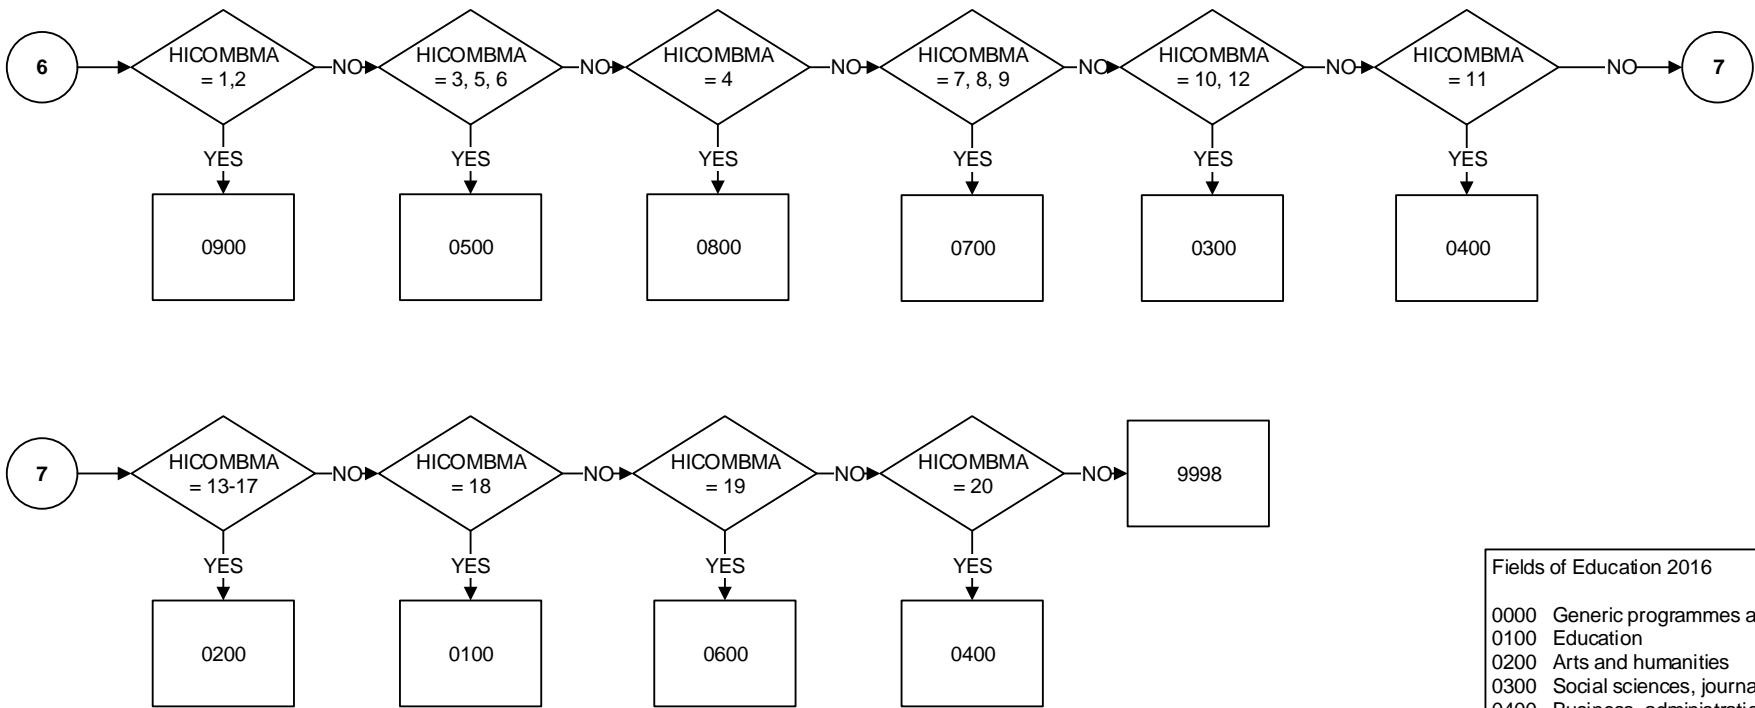 6
HICOMBMA
= 1,2
NO
HICOMBMA
= 3, 5, 6
NO
HICOMBMA
= 4
NO
HICOMBMA
= 7, 8, 9
NO
HICOMBMA
= 10, 12
NO
HICOMBMA
= 11
NO
7
YES
YES
YES
YES
YES
YES
0900
0500
0800
0700
0300
0400
7
HICOMBMA
= 13-17
NO
HICOMBMA
= 18
NO
HICOMBMA
= 19
NO
HICOMBMA
= 20
NO
9998
YES
YES
YES
YES
0200
0100
0600
0400
Fields of Education 2016
0000 Generic programmes a
0100 Education
0200 Arts and humanities
0300 Social sciences, journa
0400 Business, administratio